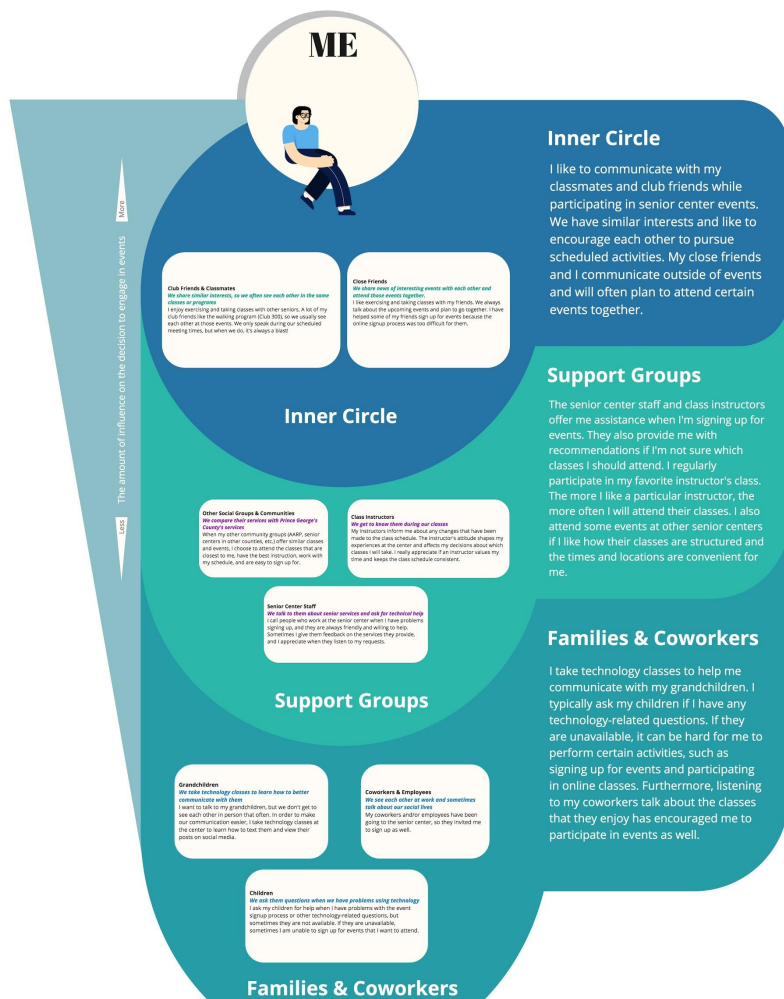 ME
More
The amount of influence on the decision to engage in events
Less
Inner Circle
I like to communicate with my
classmates and club friends while
participating in senior center events.
We have similar interests and like to
encourage each other to pursue
scheduled activities. My close friends
and I communicate outside of events
and will often plan to attend certain
events together.
Club Friends & Classmates
We share similar interests, so we often see each other in the same
classes or programs
I enjoy exercising and taking classes with other seniors. A lot of my
club friends like the walking program (Club 300), so we usually see
each other at those events. We only speak during our scheduled
meeting times, but when we do, it's always a blast!
Close Friends
We share news of interesting events with each other and
attend those events together.
I like exercising and taking classes with my friends. We always
talk about the upcoming events and plan to go together. I have
helped some of my friends sign up for events because the
online signup process was too difficult for them.
Inner Circle
Support Groups
The senior center staff and class instructors
offer me assistance when I'm signing up for
events. They also provide me with
recommendations if I'm not sure which
classes I should attend. I regularly
participate in my favorite instructor's class.
The more I like a particular instructor, the
more often I will attend their classes. I also
attend some events at other senior centers
if I like how their classes are structured and
the times and locations are convenient for
me.
Other Social Groups & Communities
We compare their services with Prince George's
County's services
When my other community groups (AARP, senior
centers in other counties, etc.) offer similar classes
and events, I choose to attend the classes that are
closest to me, have the best instruction, work with
my schedule, and are easy to sign up for.
Class Instructors
We get to know them during our classes
My instructors inform me about any changes that have been
made to the class schedule. The instructor's attitude shapes my
experiences at the center and affects my decisions about which
classes I will take. I really appreciate if an instructor values my
time and keeps the class schedule consistent.
Senior Center Staff
We talk to them about senior services and ask for technical help
I call people who work at the senior center when I have problems
signing up, and they are always friendly and willing to help.
Sometimes I give them feedback on the services they provide,
and I appreciate when they listen to my requests.
Support Groups
Families & Coworkers
I take technology classes to help me
communicate with my grandchildren. I
typically ask my children if I have any
technology-related questions. If they
are unavailable, it can be hard for me to
perform certain activities, such as
signing up for events and participating
in online classes. Furthermore, listening
to my coworkers talk about the classes
that they enjoy has encouraged me to
participate in events as well.
Grandchildren
We take technology classes to learn how to better
communicate with them
I want to talk to my grandchildren, but we don't get to
see each other in person that often. In order to make
our communication easier, I take technology classes at
the center to learn how to text them and view their
posts on social media.
Coworkers & Employees
We see each other at work and sometimes
talk about our social lives
My coworkers and/or employees have been
going to the senior center, so they invited me
to sign up as well.
Children
We ask them questions when we have problems using technology
I ask my children for help when I have problems with the event
signup process or other technology-related questions, but
sometimes they are not available. If they are unavailable,
sometimes I am unable to sign up for events that I want to attend.
Families & Coworkers